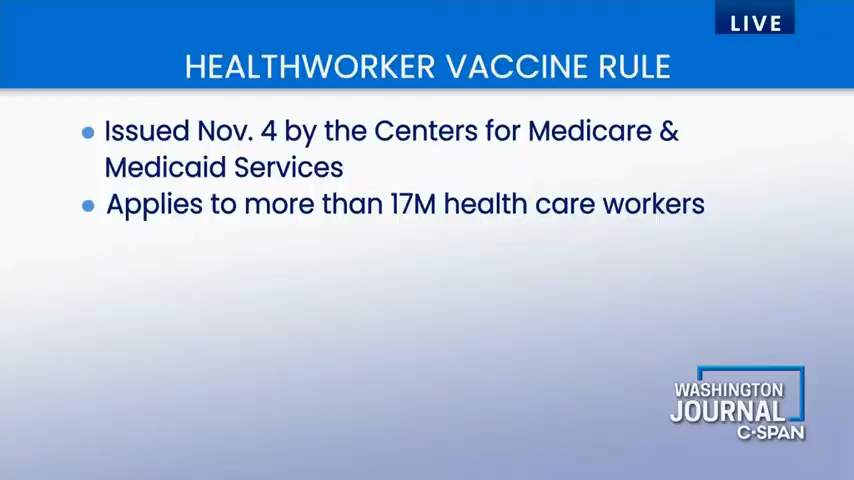 LIVE
HEALTHWORKER VACCINE RULE
• Issued Nov. 4 by the Centers for Medicare &
Medicaid Services
• Applies to more than 17M health care workers
WASHINGTON
JOURNAL
C-SPAN